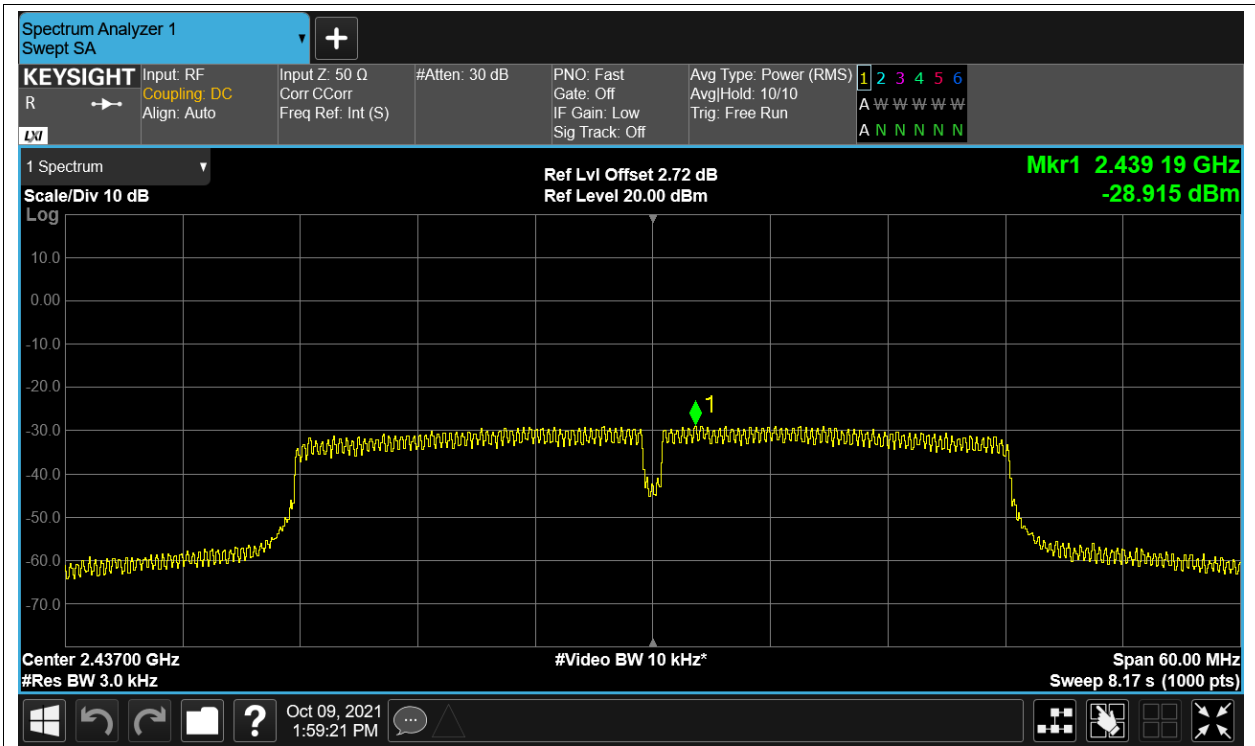 Spectrum Analyzer 1
Swept SA
KEYSIGHT
R
LXI
Input: RF
Coupling: DC
Align: Auto
Input Z: 50 Ω
Corr CCorr
Freq Ref: Int (S)
#Atten: 30 dB
PNO: Fast
Gate: Off
IF Gain: Low
Sig Track: Off
Avg Type: Power (RMS)
Avg|Hold: 10/10
Trig: Free Run
1 2 3 4 5 6
A W W W W W
A N N N N N
1 Spectrum
Scale/Div 10 dB
Log
Ref Lvl Offset 2.72 dB
Ref Level 20.00 dBm
Mkr1 2.439 19 GHz
-28.915 dBm
10.0
0.00
-10.0
-20.0
1
-30.0
-40.0
-50.0
-60.0
-70.0
Center 2.43700 GHz
#Res BW 3.0 kHz
#Video BW 10 kHz*
Span 60.00 MHz
Sweep 8.17 s (1000 pts)
?
Oct 09, 2021
1:59:21 PM